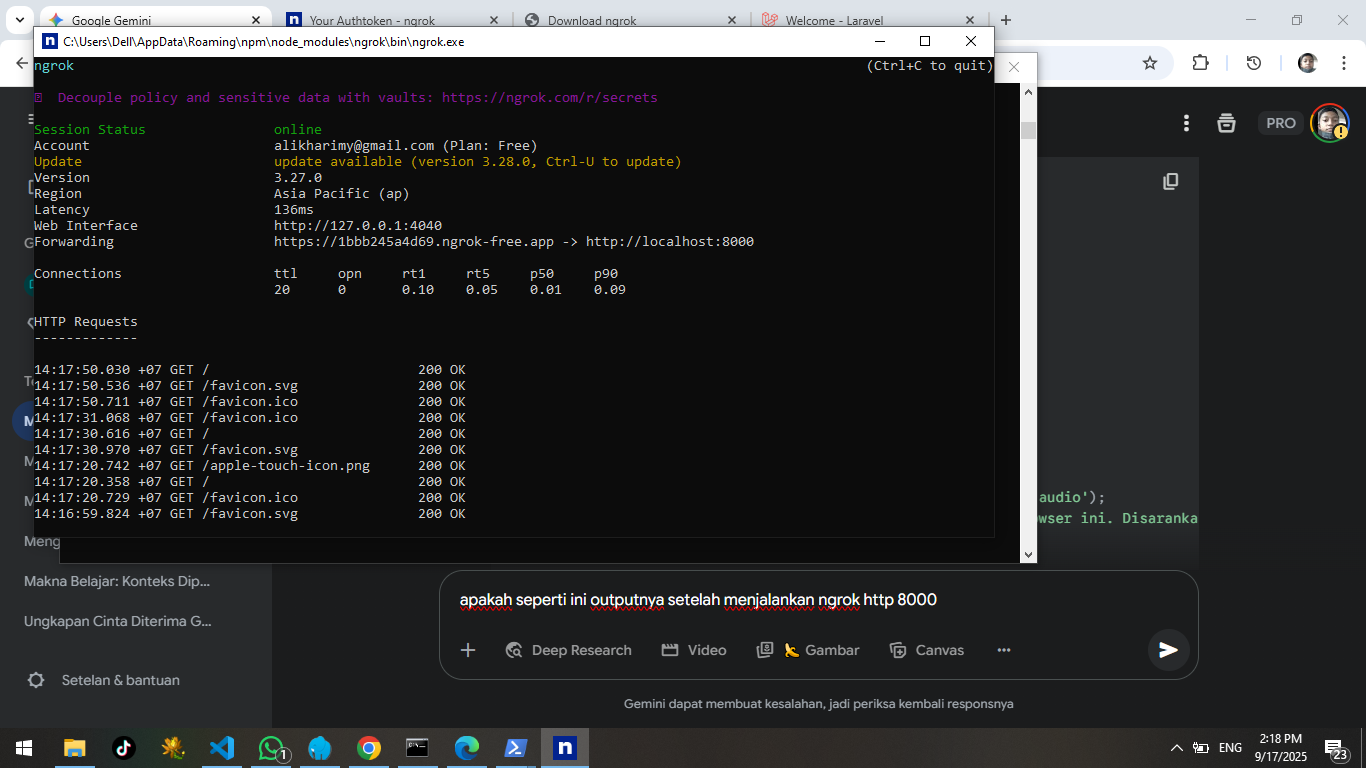 Google Gemini
Your Authtoken - ngrok
Download ngrok
Welcome - Laravel
C:\Users\Dell\AppData\Roaming\npm\node_modules\ngrok\bin\ngrok.exe
ngrok (Ctrl+C to quit)
Decouple policy and sensitive data with vaults: https://ngrok.com/r/secrets
Session Status online
Account alikharimy@gmail.com (Plan: Free)
Update update available (version 3.28.0, Ctrl-U to update)
Version 3.27.0
Region Asia Pacific (ap)
Latency 136ms
Web Interface http://127.0.0.1:4040
Forwarding https://1bbb245a4d69.ngrok-free.app -> http://localhost:8000
Connections ttl opn rt1 rt5 p50 p90
20 0 0.10 0.05 0.01 0.09
HTTP Requests
-------------
14:17:50.030 +07 GET / 200 OK
14:17:50.536 +07 GET /favicon.svg 200 OK
14:17:50.711 +07 GET /favicon.ico 200 OK
14:17:31.068 +07 GET /favicon.ico 200 OK
14:17:30.616 +07 GET / 200 OK
14:17:30.970 +07 GET /favicon.svg 200 OK
14:17:20.742 +07 GET /apple-touch-icon.png 200 OK
14:17:20.358 +07 GET / 200 OK
14:17:20.729 +07 GET /favicon.ico 200 OK
14:16:59.824 +07 GET /favicon.svg 200 OK
PRO
audio');
wser ini. Disaranka
Meng
Makna Belajar: Konteks Dip...
Ungkapan Cinta Diterima G...
Setelan & bantuan
apakah seperti ini outputnya setelah menjalankan ngrok http 8000
Deep Research Video Gambar Canvas
Gemini dapat membuat kesalahan, jadi periksa kembali responsnya
1
ENG
2:18 PM
9/17/2025
23